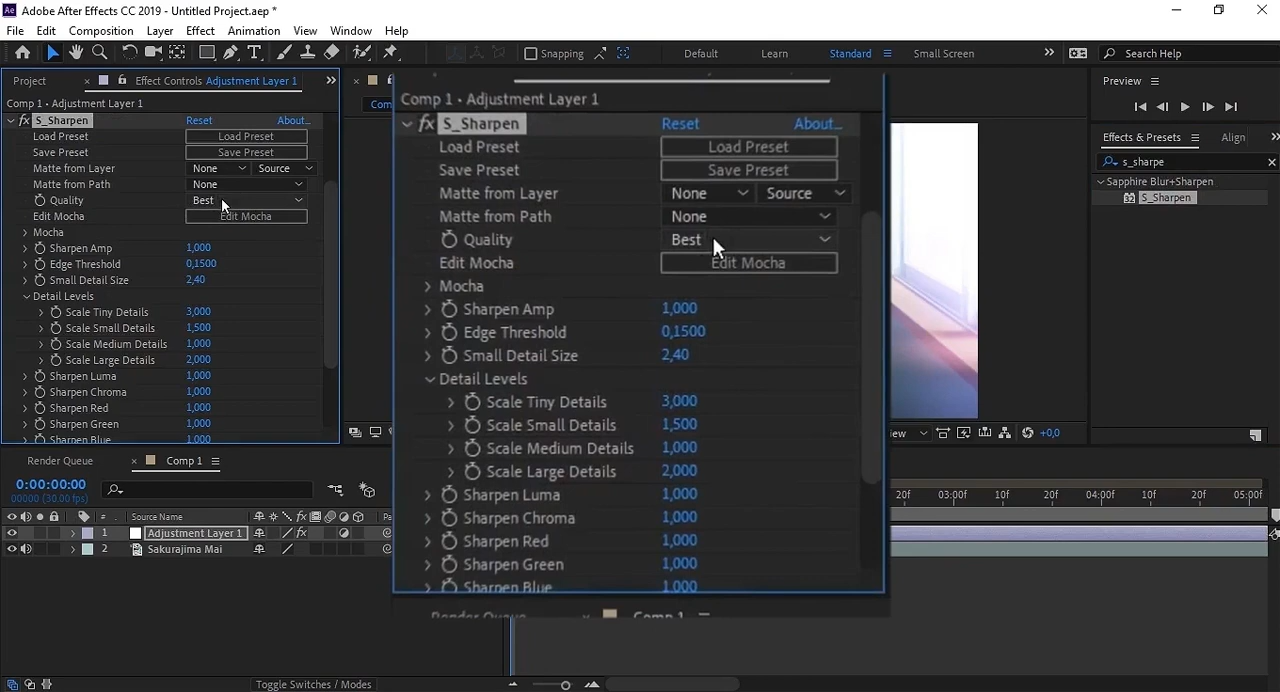 Adobe After Effects CC 2019 - Untitled Project.aep *
File Edit Composition Layer Effect Animation View Window Help
Snapping Default Learn Standard Small Screen Search Help
Project Effect Controls Adjustment Layer 1
Comp 1 • Adjustment Layer 1
fx S_Sharpen Reset About...
Load Preset Load Preset
Save Preset Save Preset
Matte from Layer None Source
Matte from Path None
Quality Best
Edit Mocha Edit Mocha
Mocha
Sharpen Amp 1,000
Edge Threshold 0,1500
Small Detail Size 2,40
Detail Levels
Scale Tiny Details 3,000
Scale Small Details 1,500
Scale Medium Details 1,000
Scale Large Details 2,000
Sharpen Luma 1,000
Sharpen Chroma 1,000
Sharpen Red 1,000
Sharpen Green 1,000
Sharpen Blue 1,000
Comp 1 • Adjustment Layer 1
fx S_Sharpen Reset About...
Load Preset Load Preset
Save Preset Save Preset
Matte from Layer None Source
Matte from Path None
Quality Best
Edit Mocha Edit Mocha
Mocha
Sharpen Amp 1,000
Edge Threshold 0,1500
Small Detail Size 2,40
Detail Levels
Scale Tiny Details 3,000
Scale Small Details 1,500
Scale Medium Details 1,000
Scale Large Details 2,000
Sharpen Luma 1,000
Sharpen Chroma 1,000
Sharpen Red 1,000
Sharpen Green 1,000
Sharpen Blue 1,000
Render Queue Comp 1
Preview
Effects & Presets Align
s_sharpe
Sapphire Blur+Sharpen
S_Sharpen
+0,0
Render Queue Comp 1
0:00:00:00
00000 (30.00 fps)
# Source Name
1 Adjustment Layer 1
2 Sakurajima Mai
20f 03:00f 10f 20f 04:00f 10f 20f 05:00f
Toggle Switches / Modes